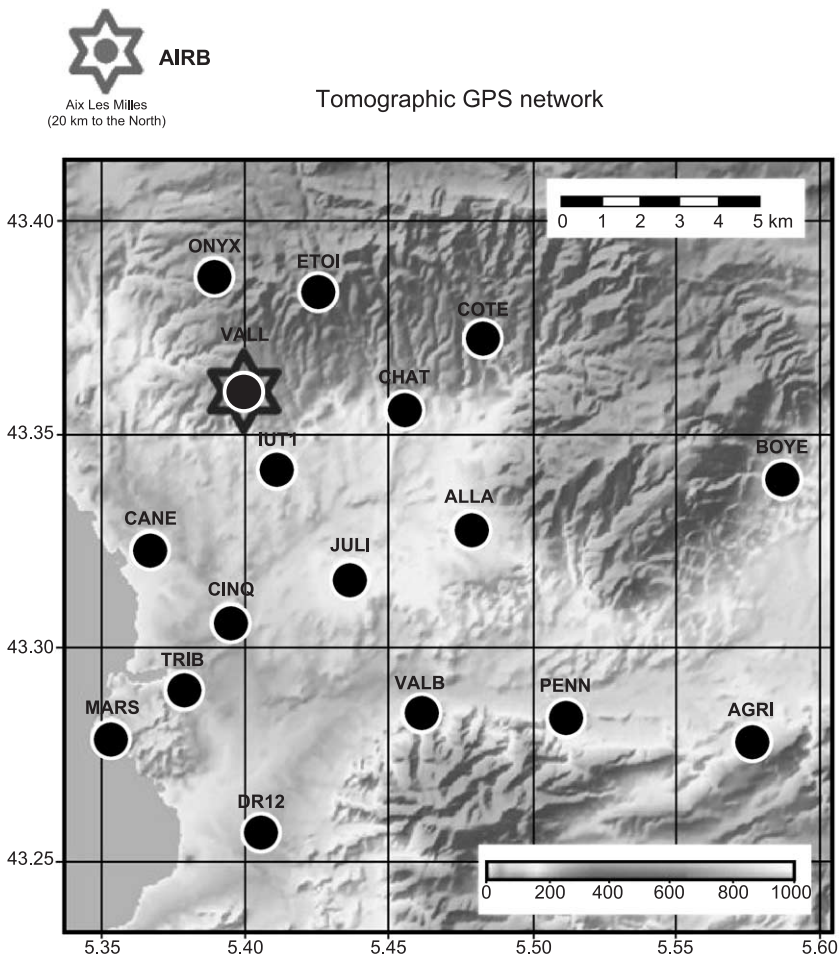 AIRB
Aix Les Milles
(20 km to the North)
Tomographic GPS network
0 1 2 3 4 5 km
43.40
ONYX
ETOI
COTE
VALL
CHAT
43.35
IUT1
BOYE
ALLA
CANE
JULI
CINQ
43.30
TRIB
VALB
PENN
MARS
AGRI
DR12
43.25
0 200 400 600 800 1000
5.35 5.40 5.45 5.50 5.55 5.60